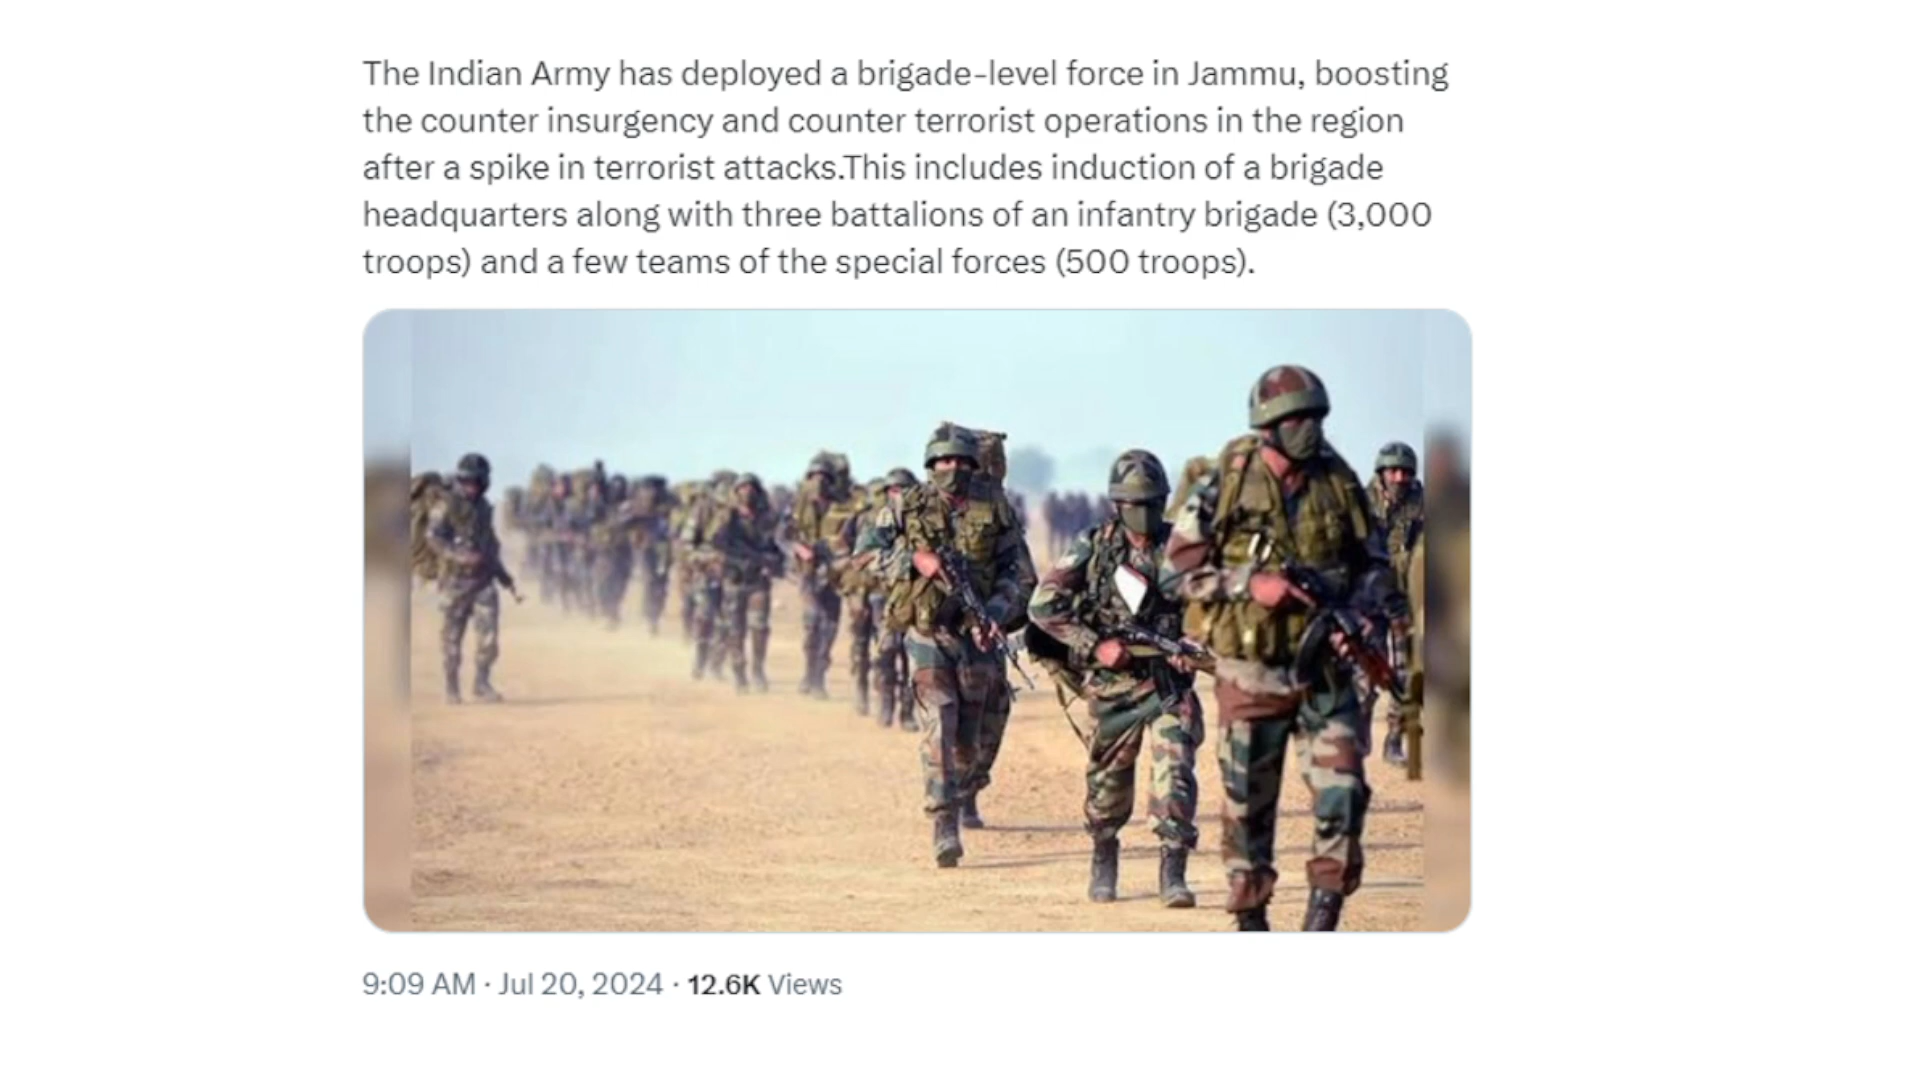 The Indian Army has deployed a brigade-level force in Jammu, boosting
the counter insurgency and counter terrorist operations in the region
after a spike in terrorist attacks.This includes induction of a brigade
headquarters along with three battalions of an infantry brigade (3,000
troops) and a few teams of the special forces (500 troops).
9:09 AM · Jul 20, 2024 · 12.6K Views